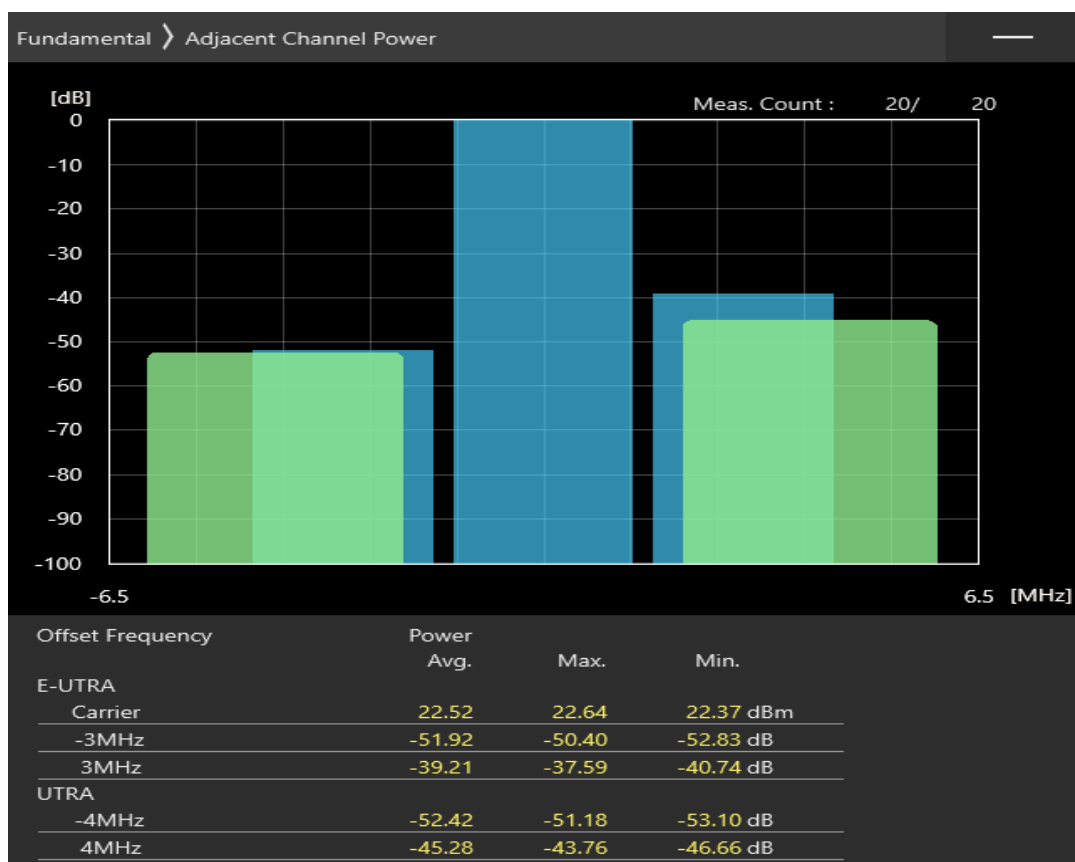 Fundamental 〉 Adjacent Channel Power
[dB]
Meas. Count : 20/ 20
0
-10
-20
-30
-40
-50
-60
-70
-80
-90
-100
-6.5 6.5 [MHz]
Offset Frequency Power
Avg. Max. Min.
E-UTRA
Carrier 22.52 22.64 22.37 dBm
-3MHz -51.92 -50.40 -52.83 dB
3MHz -39.21 -37.59 -40.74 dB
UTRA
-4MHz -52.42 -51.18 -53.10 dB
4MHz -45.28 -43.76 -46.66 dB